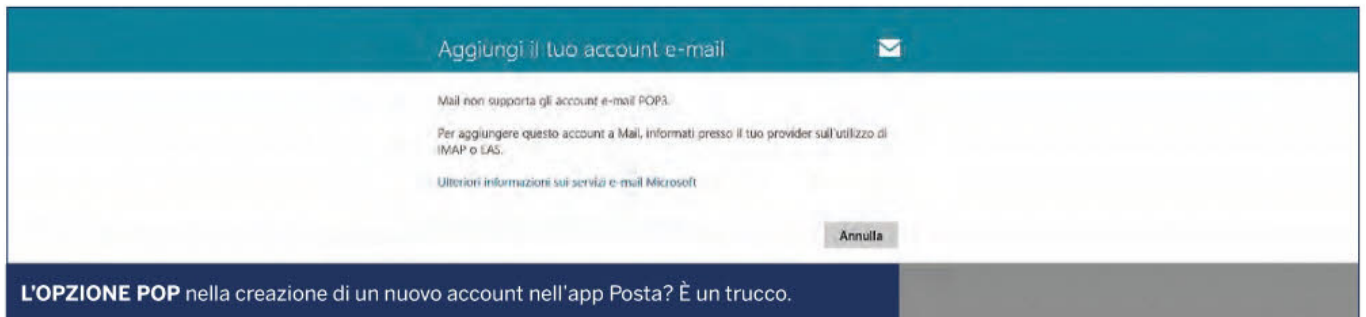 Aggiungi il tuo account e-mail
Mail non supporta gli account e-mail POP3.
Per aggiungere questo account a Mail, informati presso il tuo provider sull'utilizzo di
IMAP o EAS.
Ulteriori informazioni sui servizi e-mail Microsoft
Annulla
L'OPZIONE POP nella creazione di un nuovo account nell'app Posta? È un trucco.